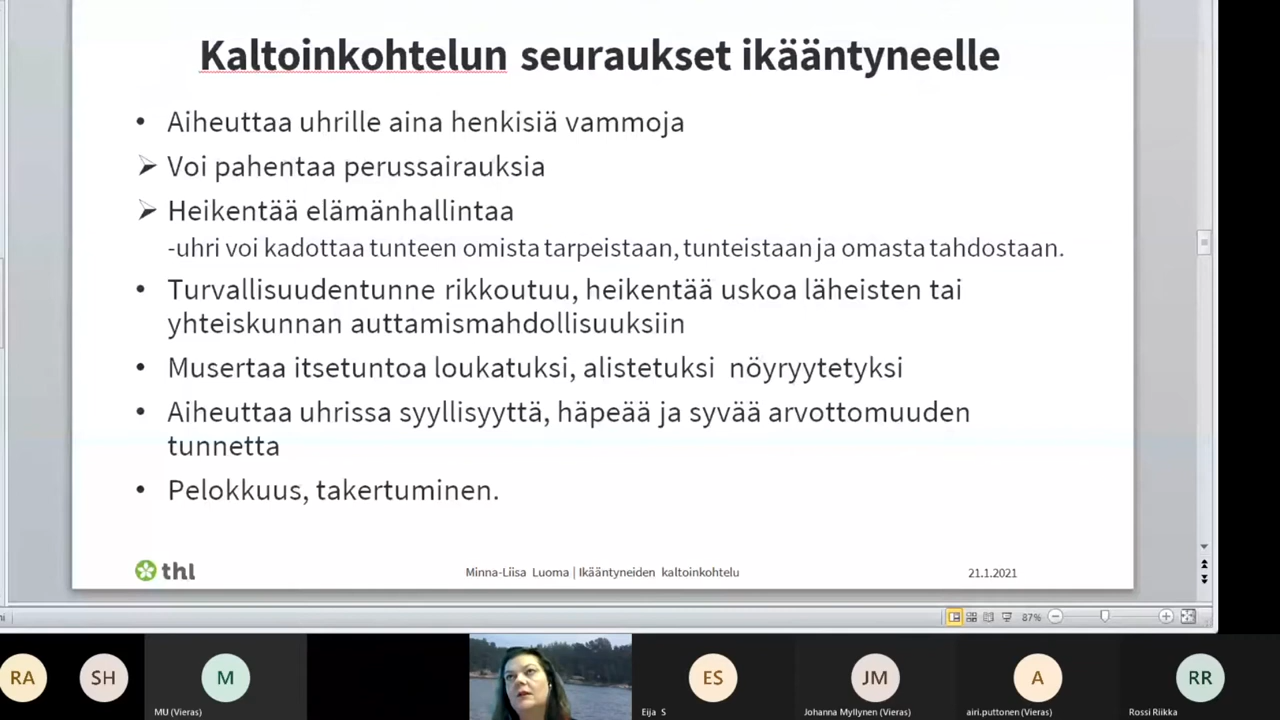 Kaltoinkohtelun seuraukset ikääntyneelle
• Aiheuttaa uhrille aina henkisiä vammoja
➢ Voi pahentaa perussairauksia
➢ Heikentää elämänhallintaa
-uhri voi kadottaa tunteen omista tarpeistaan, tunteistaan ja omasta tahdostaan.
• Turvallisuudentunne rikkoutuu, heikentää uskoa läheisten tai
yhteiskunnan auttamismahdollisuuksiin
• Musertaa itsetuntoa loukatuksi, alistetuksi nöyryytetyksi
• Aiheuttaa uhrissa syyllisyyttä, häpeää ja syvää arvottomuuden
tunnetta
• Pelokkuus, takertuminen.
thl
Minna-Liisa Luoma | Ikääntyneiden kaltoinkohtelu
21.1.2021
87%
RA
SH
M
ES
JM
A
RR
MU (Vieras)
Eija S
Johanna Myllynen (Vieras)
airi.puttonen (Vieras)
Rossi Riikka